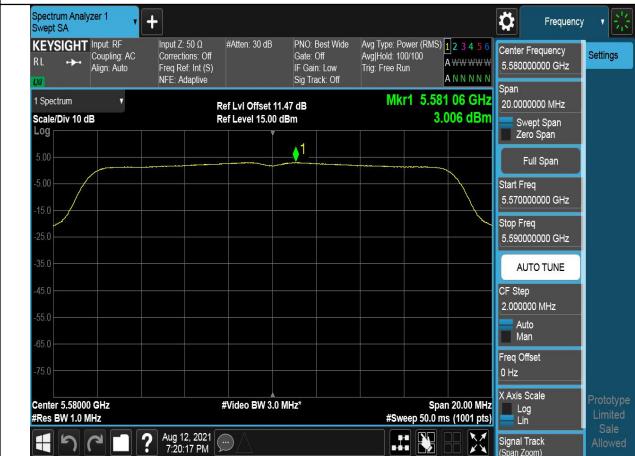 Spectrum Analyzer 1
Swept SA
+
Frequency
KEYSIGHT
RL
Input: RF
Coupling: AC
Align: Auto
Input Z: 50 Ω
Corrections: Off
Freq Ref: Int (S)
NFE: Adaptive
#Atten: 30 dB
PNO: Best Wide
Gate: Off
IF Gain: Low
Sig Track: Off
Avg Type: Power (RMS)
Avg|Hold: 100/100
Trig: Free Run
1 2 3 4 5 6
A W W W W W
A N N N N N
1 Spectrum
Scale/Div 10 dB
Log
Ref Lvl Offset 11.47 dB
Ref Level 15.00 dBm
Mkr1 5.581 06 GHz
3.006 dBm
1
5.00
-5.00
-15.0
-25.0
-35.0
-45.0
-55.0
-65.0
-75.0
Center 5.58000 GHz
#Res BW 1.0 MHz
#Video BW 3.0 MHz*
Span 20.00 MHz
#Sweep 50.0 ms (1001 pts)
Center Frequency
5.580000000 GHz
Span
20.0000000 MHz
Swept Span
Zero Span
Full Span
Start Freq
5.570000000 GHz
Stop Freq
5.590000000 GHz
AUTO TUNE
CF Step
2.000000 MHz
Auto
Man
Freq Offset
0 Hz
X Axis Scale
Log
Lin
Signal Track
(Span Zoom)
Settings
Prototype
Limited
Sale
Allowed
?
Aug 12, 2021
7:20:17 PM